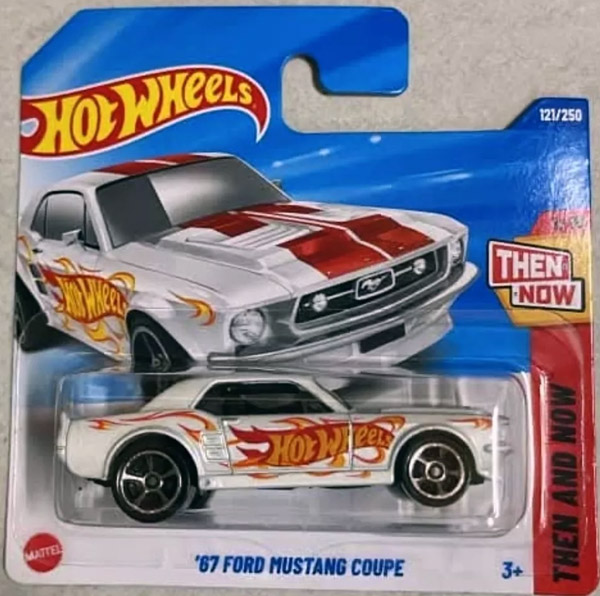 HOT WHEELS
121/250
HOT WHEELS
THEN
NOW
HOT WHEELS
THEN AND NOW
MATTEL
'67 FORD MUSTANG COUPE
3+